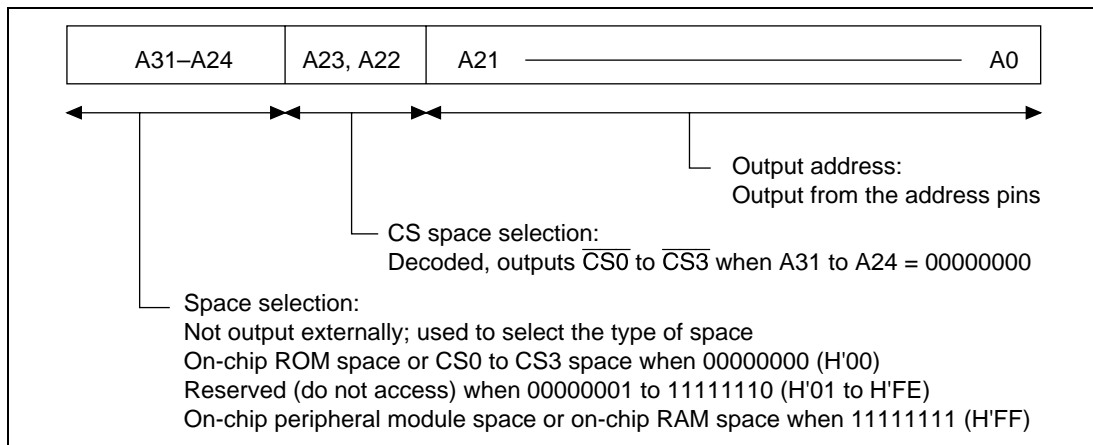 A31–A24 A23, A22 A21 A0
Output address:
Output from the address pins
CS space selection:
Decoded, outputs C̅S̅0̅ to C̅S̅3̅ when A31 to A24 = 00000000
Space selection:
Not output externally; used to select the type of space
On-chip ROM space or CS0 to CS3 space when 00000000 (H'00)
Reserved (do not access) when 00000001 to 11111110 (H'01 to H'FE)
On-chip peripheral module space or on-chip RAM space when 11111111 (H'FF)